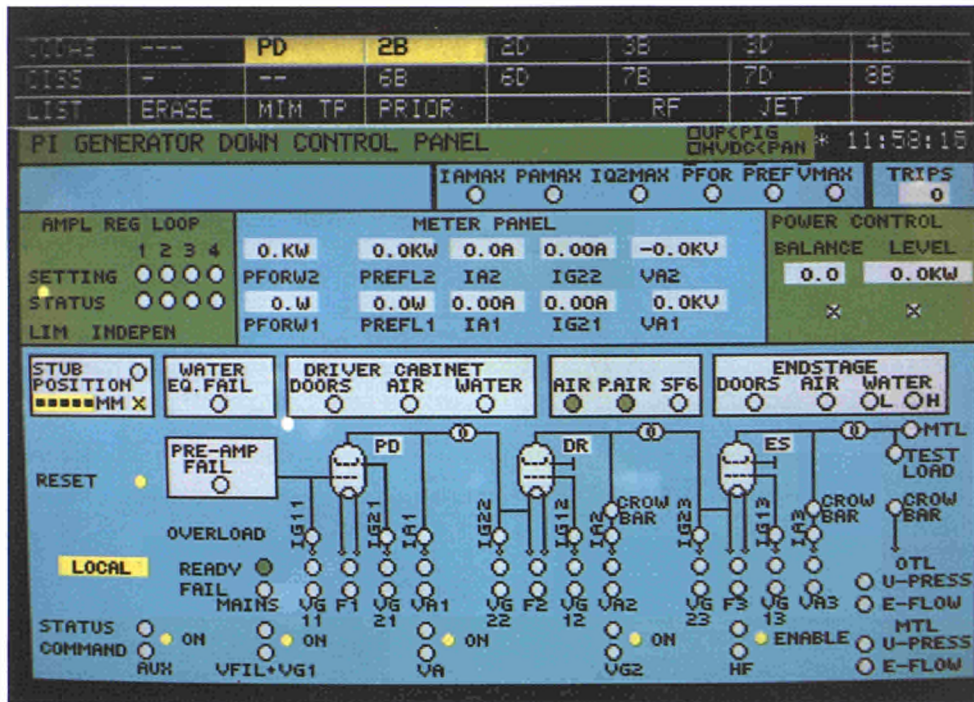 CODAS --- PD 2B 2D 3B 3D 4B
DISS - -- 6B 6D 7B 7D 8B
LIST ERASE MIM TP PRIOR RF JET
PI GENERATOR DOWN CONTROL PANEL
UP<PIG
HVDC<PAN
* 11:58:15
IAMAX PAMAX IQ2MAX PFOR PREF VMAX
TRIPS
0
AMPL REG LOOP
1 2 3 4
SETTING
STATUS
LIM INDEPEN
METER PANEL
0.KW 0.0KW 0.0A 0.00A -0.0KV
PFORW2 PREFL2 IA2 IG22 VA2
0.W 0.0W 0.00A 0.00A 0.0KV
PFORW1 PREFL1 IA1 IG21 VA1
POWER CONTROL
BALANCE LEVEL
0.0 0.0KW
STUB
POSITION
MM X
WATER
EQ.FAIL
DRIVER CABINET
DOORS AIR WATER
AIR P.AIR SF6
ENDSTAGE
DOORS AIR WATER
L H
PD DR ES
MTL
TEST
LOAD
PRE-AMP
FAIL
RESET
CROW
BAR
CROW
BAR
CROW
BAR
OVERLOAD
IG11 IG21 IA1 IG22 IG12 IA2 IG23 IG13 IA3
LOCAL
READY
FAIL
MAINS
VG
11
F1
VG
21
VA1
VG
22
F2
VG
12
VA2
VG
23
F3
VG
13
VA3
OTL
U-PRESS
E-FLOW
STATUS
COMMAND
ON ON ON ON ENABLE
AUX VFIL+VG1 VA VG2 HF
MTL
U-PRESS
E-FLOW